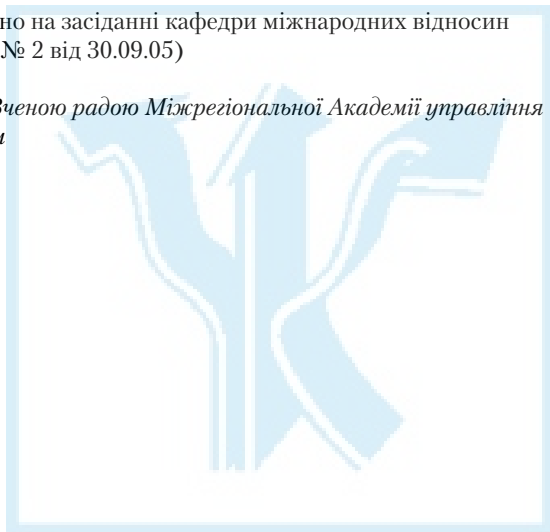 но на засіданні кафедри міжнародних відносин
№ 2 від 30.09.05)
ченою радою Міжрегіональної Академії управління